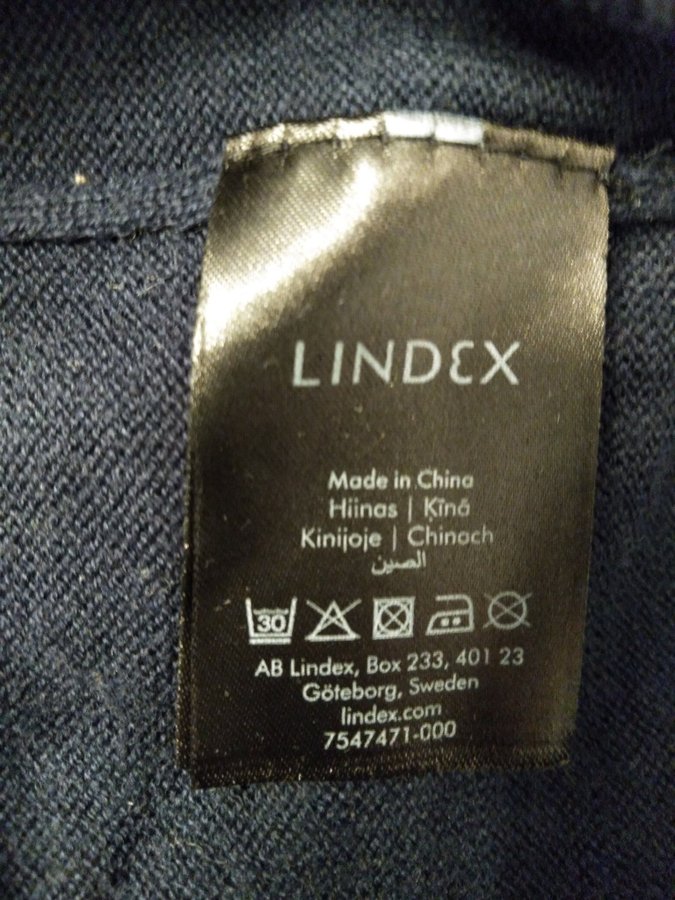 LINDEX
Made in China
Hiinas | Ķīnā
Kinijoje | Chinach
الصين
30
AB Lindex, Box 233, 401 23
Göteborg, Sweden
lindex.com
7547471-000